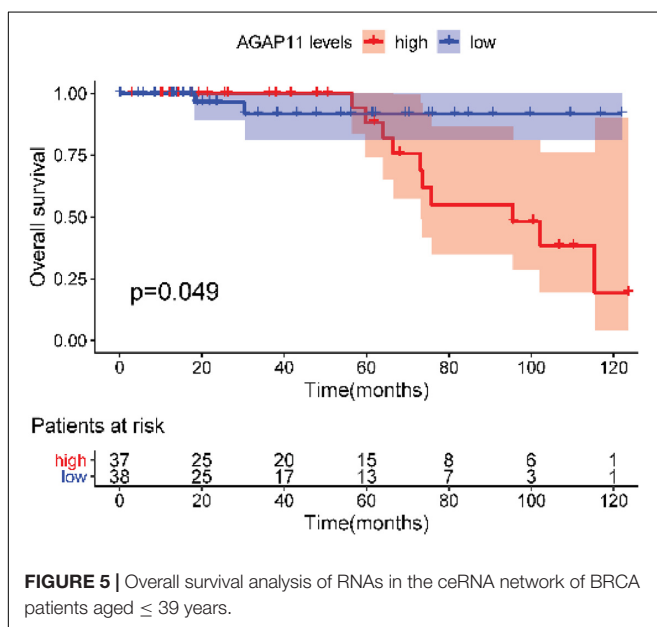 AGAP11 levels high low
1.00
0.75
0.50
0.25
0.00
Overall survival
p=0.049
0 20 40 60 80 100 120
Time(months)
Patients at risk
high 37 25 20 15 8 6 1
low 38 25 17 13 7 3 1
0 20 40 60 80 100 120
Time(months)
FIGURE 5 | Overall survival analysis of RNAs in the ceRNA network of BRCA
patients aged ≤ 39 years.